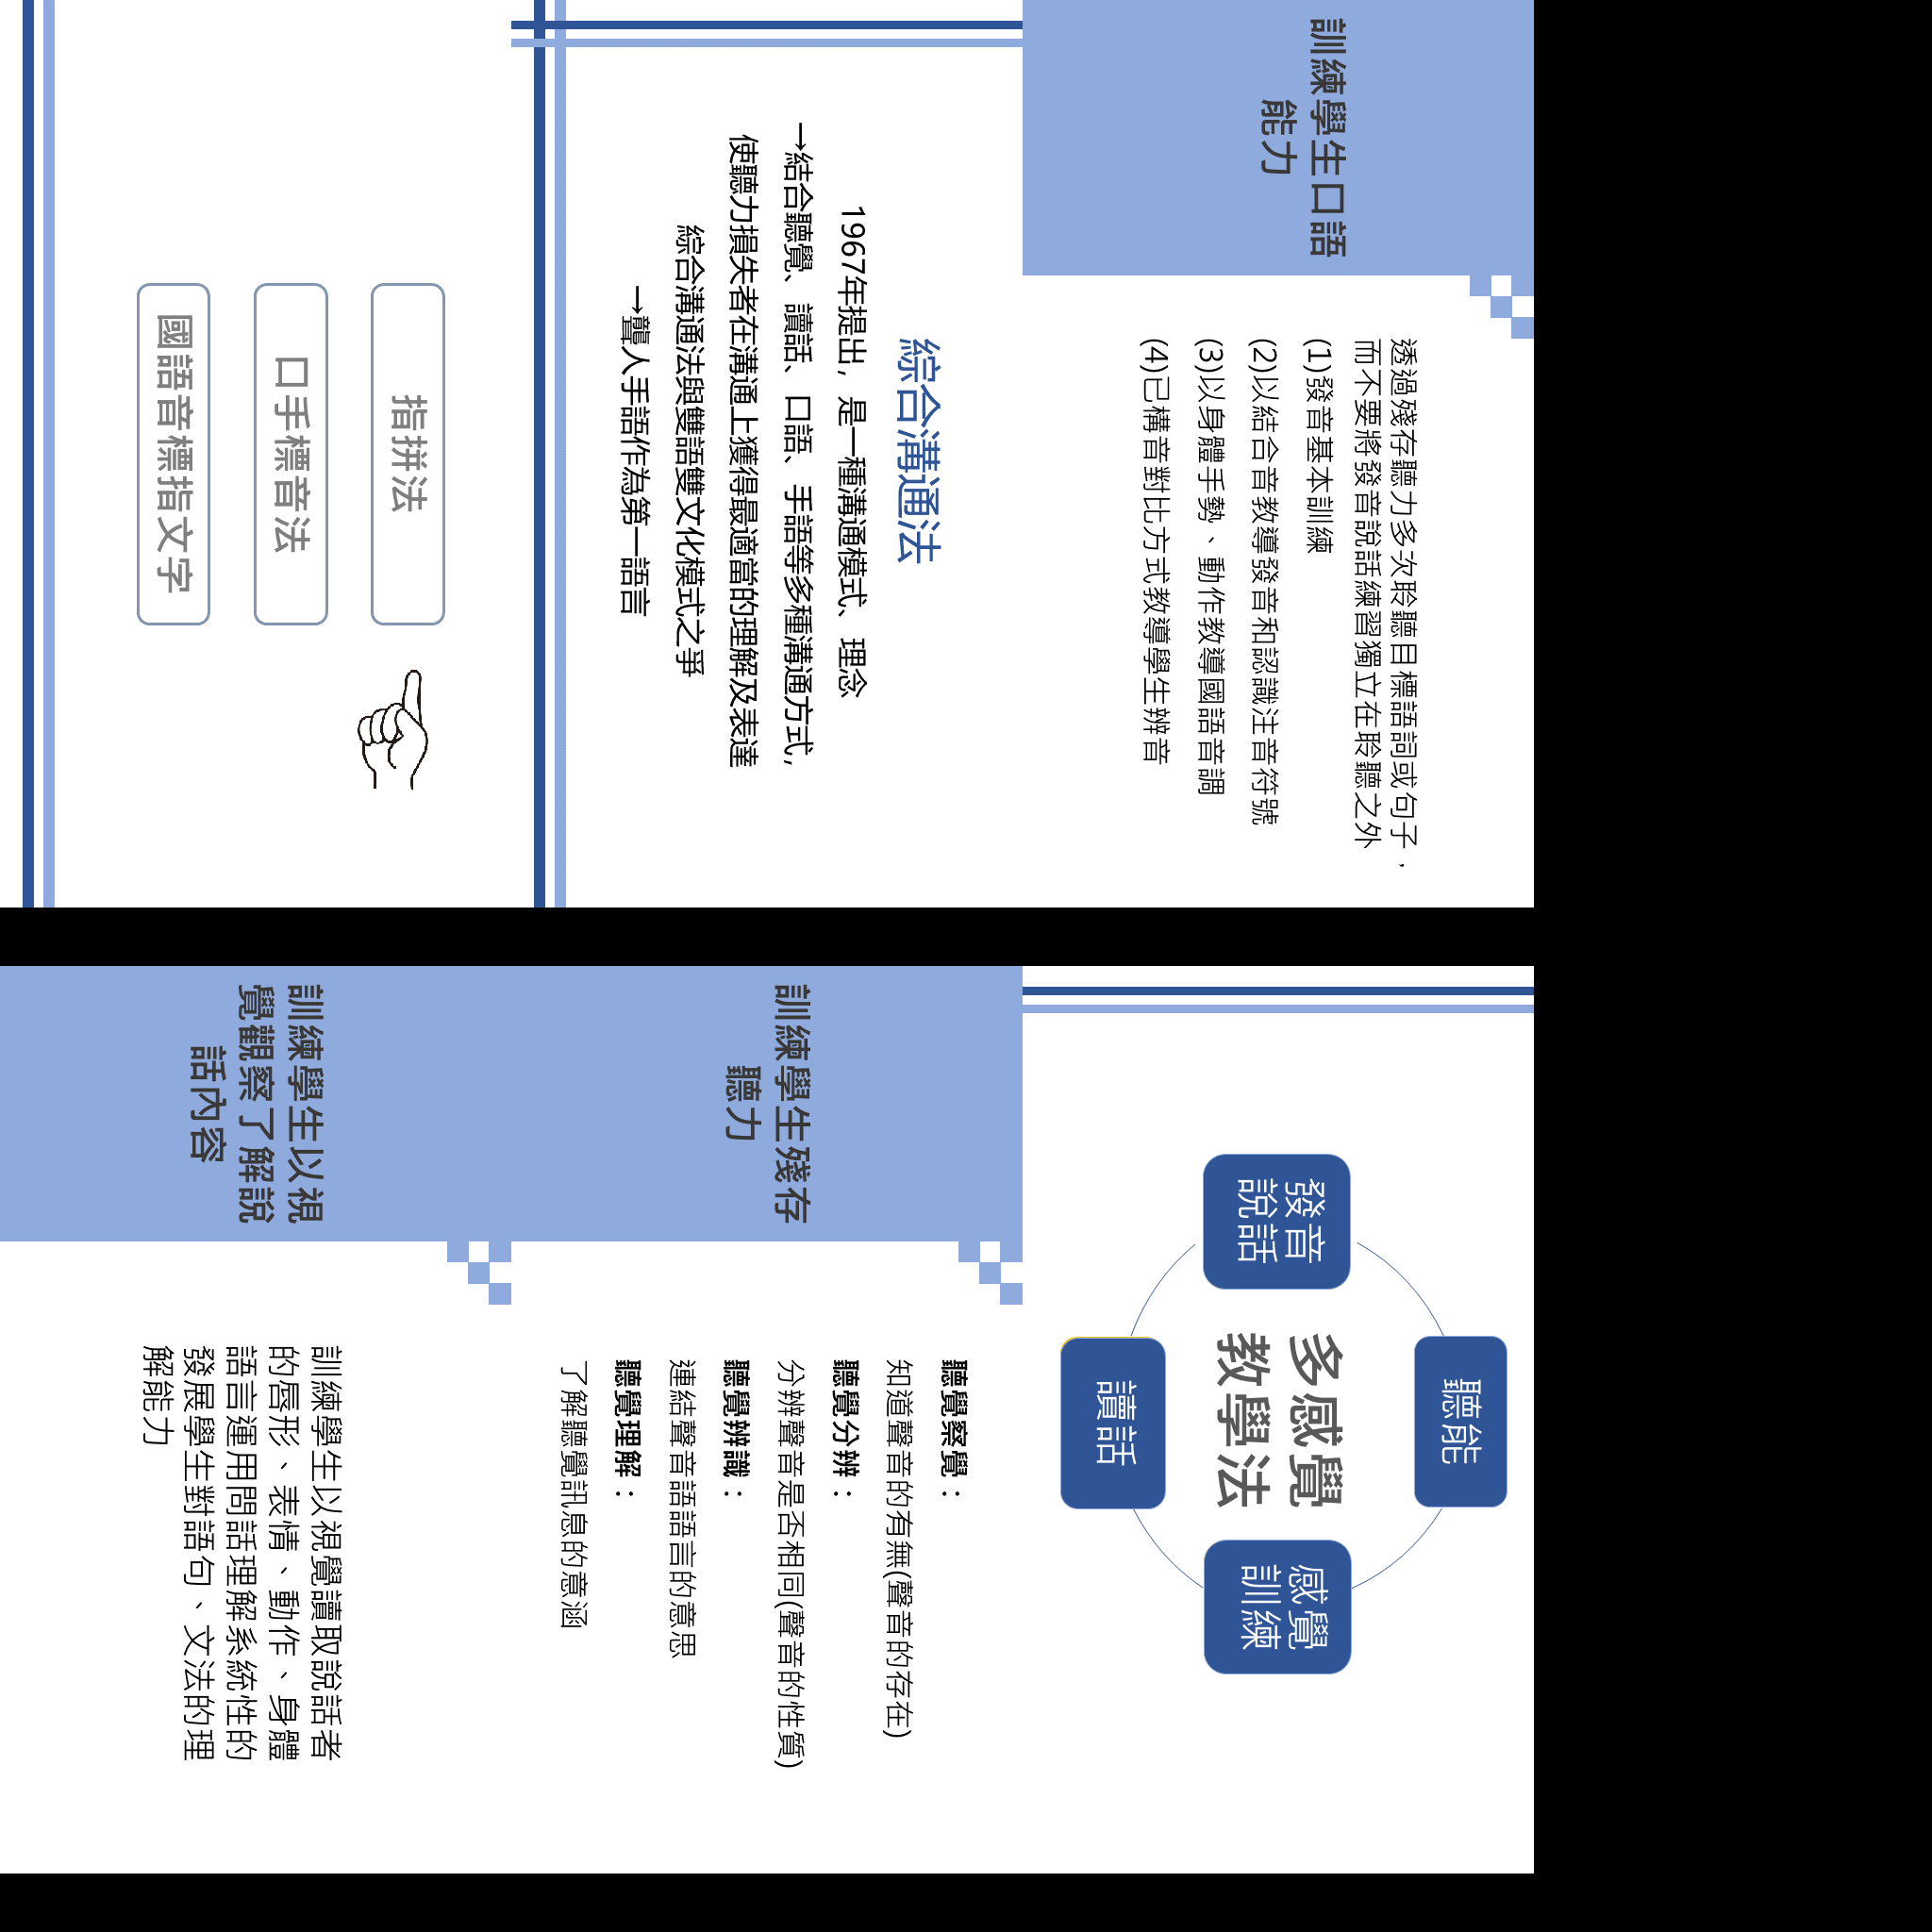 訓練學生口語
能力
透過殘存聽力多次聆聽目標語詞或句子，
而不要將發音說話練習獨立在聆聽之外
(1)發音基本訓練
(2)以結合音教導發音和認識注音符號
(3)以身體手勢、動作教導國語音調
(4)已構音對比方式教導學生辨音
綜合溝通法
1967年提出，是一種溝通模式、理念
→結合聽覺、讀話、口語、手語等多種溝通方式，
使聽力損失者在溝通上獲得最適當的理解及表達
綜合溝通法與雙語雙文化模式之爭
→聾人手語作為第一語言
指拼法
口手標音法
國語音標指文字
聽能
發音
說話
多感覺
教學法
感覺
訓練
讀話
訓練學生殘存
聽力
聽覺察覺：
知道聲音的有無(聲音的存在)
聽覺分辨：
分辨聲音是否相同(聲音的性質)
聽覺辨識：
連結聲音語語言的意思
聽覺理解：
了解聽覺訊息的意涵
訓練學生以視
覺觀察了解說
話內容
訓練學生以視覺讀取說話者
的唇形、表情、動作、身體
語言運用問話理解系統性的
發展學生對語句、文法的理
解能力